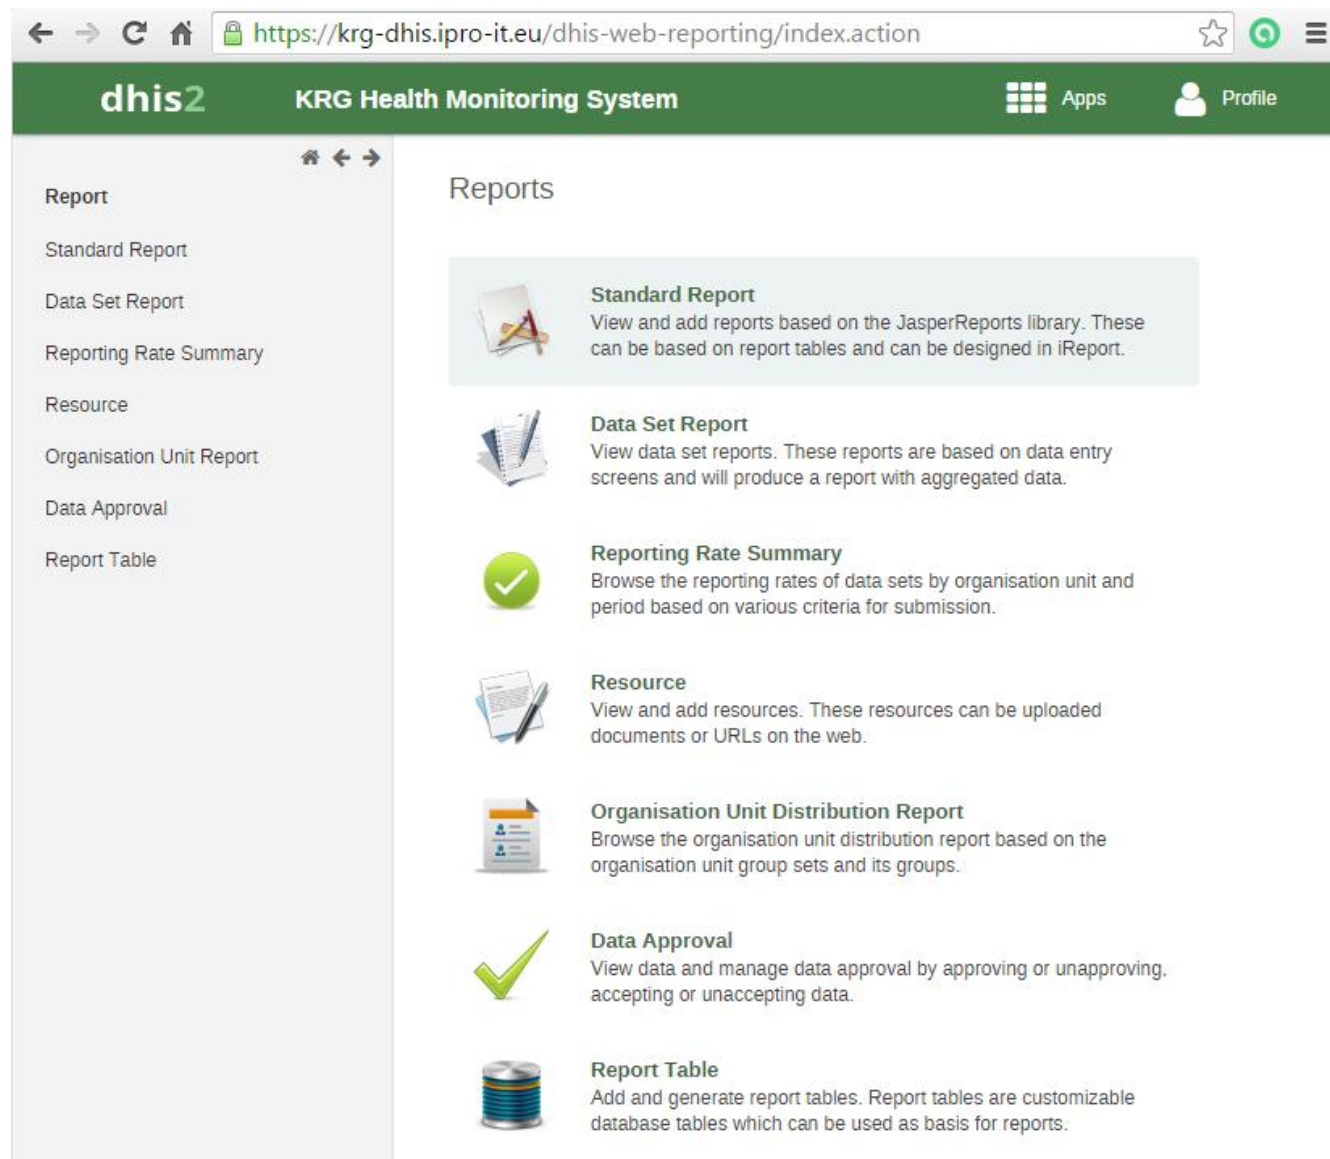 https://krg-dhis.ipro-it.eu/dhis-web-reporting/index.action
dhis2 KRG Health Monitoring System Apps Profile
Report
Standard Report
Data Set Report
Reporting Rate Summary
Resource
Organisation Unit Report
Data Approval
Report Table
Reports
Standard Report
View and add reports based on the JasperReports library. These
can be based on report tables and can be designed in iReport.
Data Set Report
View data set reports. These reports are based on data entry
screens and will produce a report with aggregated data.
Reporting Rate Summary
Browse the reporting rates of data sets by organisation unit and
period based on various criteria for submission.
Resource
View and add resources. These resources can be uploaded
documents or URLs on the web.
Organisation Unit Distribution Report
Browse the organisation unit distribution report based on the
organisation unit group sets and its groups.
Data Approval
View data and manage data approval by approving or unapproving,
accepting or unaccepting data.
Report Table
Add and generate report tables. Report tables are customizable
database tables which can be used as basis for reports.